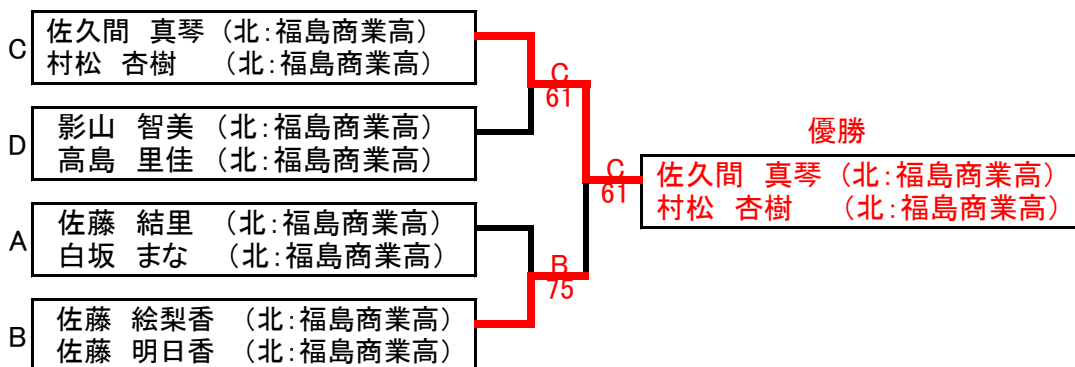 C
佐久間 真琴 (北:福島商業高)
村松 杏樹 (北:福島商業高)
D
影山 智美 (北:福島商業高)
高島 里佳 (北:福島商業高)
A
佐藤 結里 (北:福島商業高)
白坂 まな (北:福島商業高)
B
佐藤 絵梨香 (北:福島商業高)
佐藤 明日香 (北:福島商業高)
C
61
B
75
C
61
優勝
佐久間 真琴 (北:福島商業高)
村松 杏樹 (北:福島商業高)